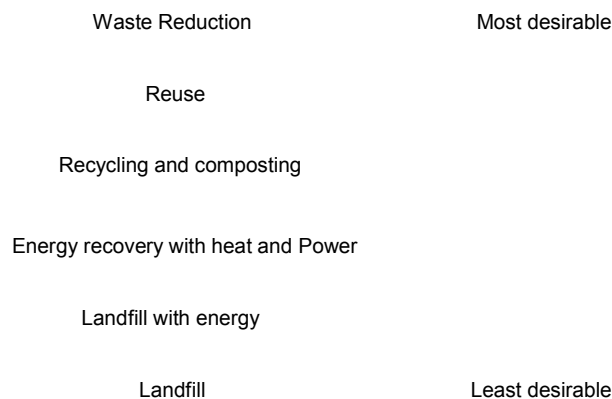 Waste Reduction Most desirable
Reuse
Recycling and composting
Energy recovery with heat and Power
Landfill with energy
Landfill Least desirable